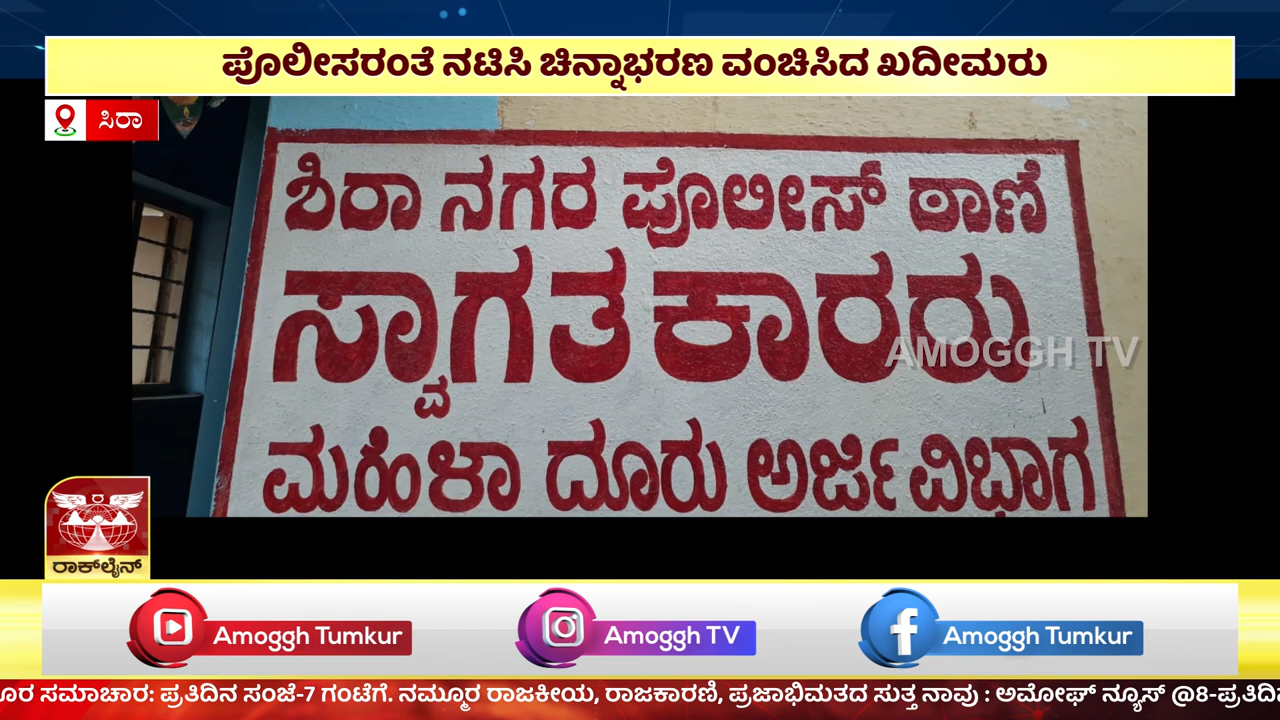 ಪೊಲೀಸರಂತೆ ನಟಿಸಿ ಚಿನ್ನಾಭರಣ ವಂಚಿಸಿದ ಖದೀಮರು
ಸಿರಾ
ಶಿರಾ ನಗರ ಪೊಲೀಸ್ ಠಾಣೆ
ಸ್ವಾಗತಕಾರರು
AMOGGH TV
ಮಹಿಳಾ ದೂರು ಅರ್ಜಿ ವಿಭಾಗ
ರ
ರಾಕ್‌ಲೈನ್
Amoggh Tumkur
Amoggh TV
Amoggh Tumkur
ೂರ ಸಮಾಚಾರ: ಪ್ರತಿದಿನ ಸಂಜೆ-7 ಗಂಟೆಗೆ. ನಮ್ಮೂರ ರಾಜಕೀಯ, ರಾಜಕಾರಣಿ, ಪ್ರಜಾಭಿಮತದ ಸುತ್ತ ನಾವು : ಅಮೋಘ್ ನ್ಯೂಸ್ @8-ಪ್ರತಿದಿನ